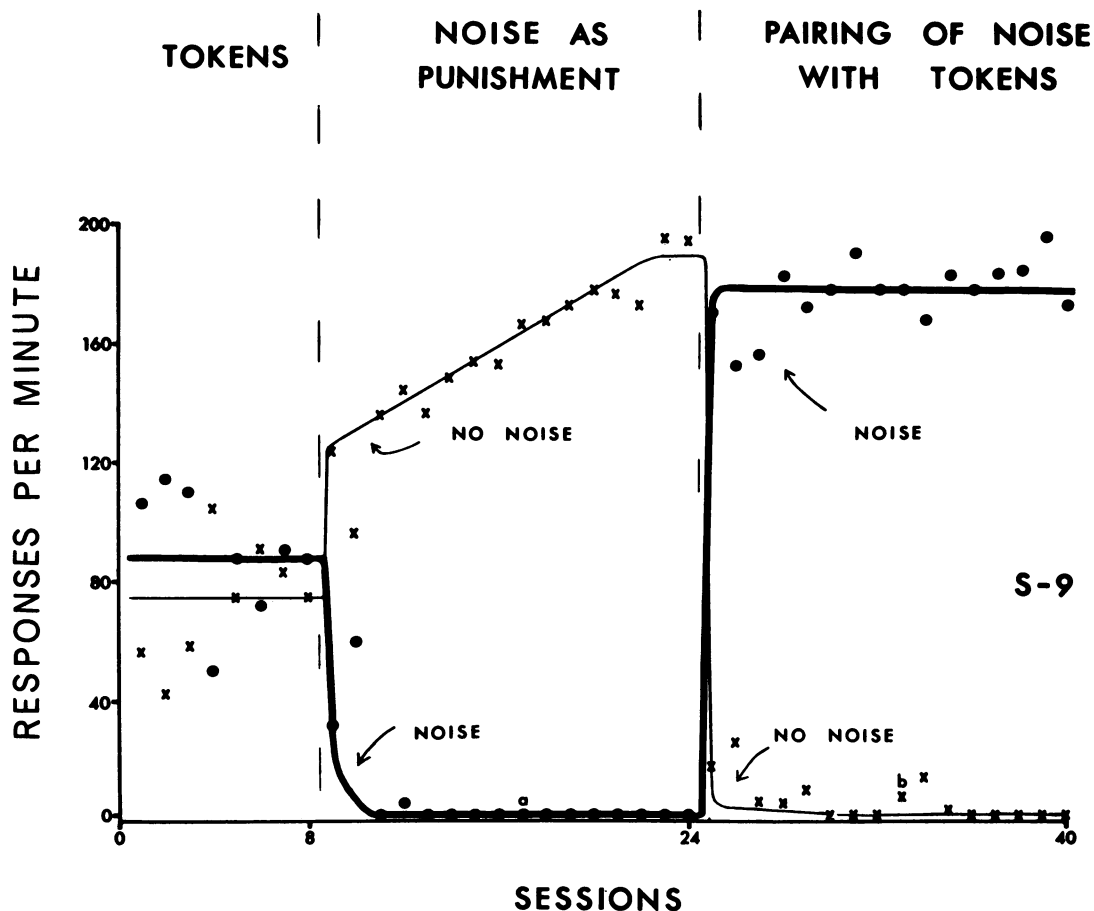 TOKENS
NOISE AS
PUNISHMENT
PAIRING OF NOISE
WITH TOKENS
RESPONSES PER MINUTE
200
160
120
80
40
0
NO NOISE
NOISE
a
NOISE
S-9
NO NOISE
b
0
8
24
40
SESSIONS